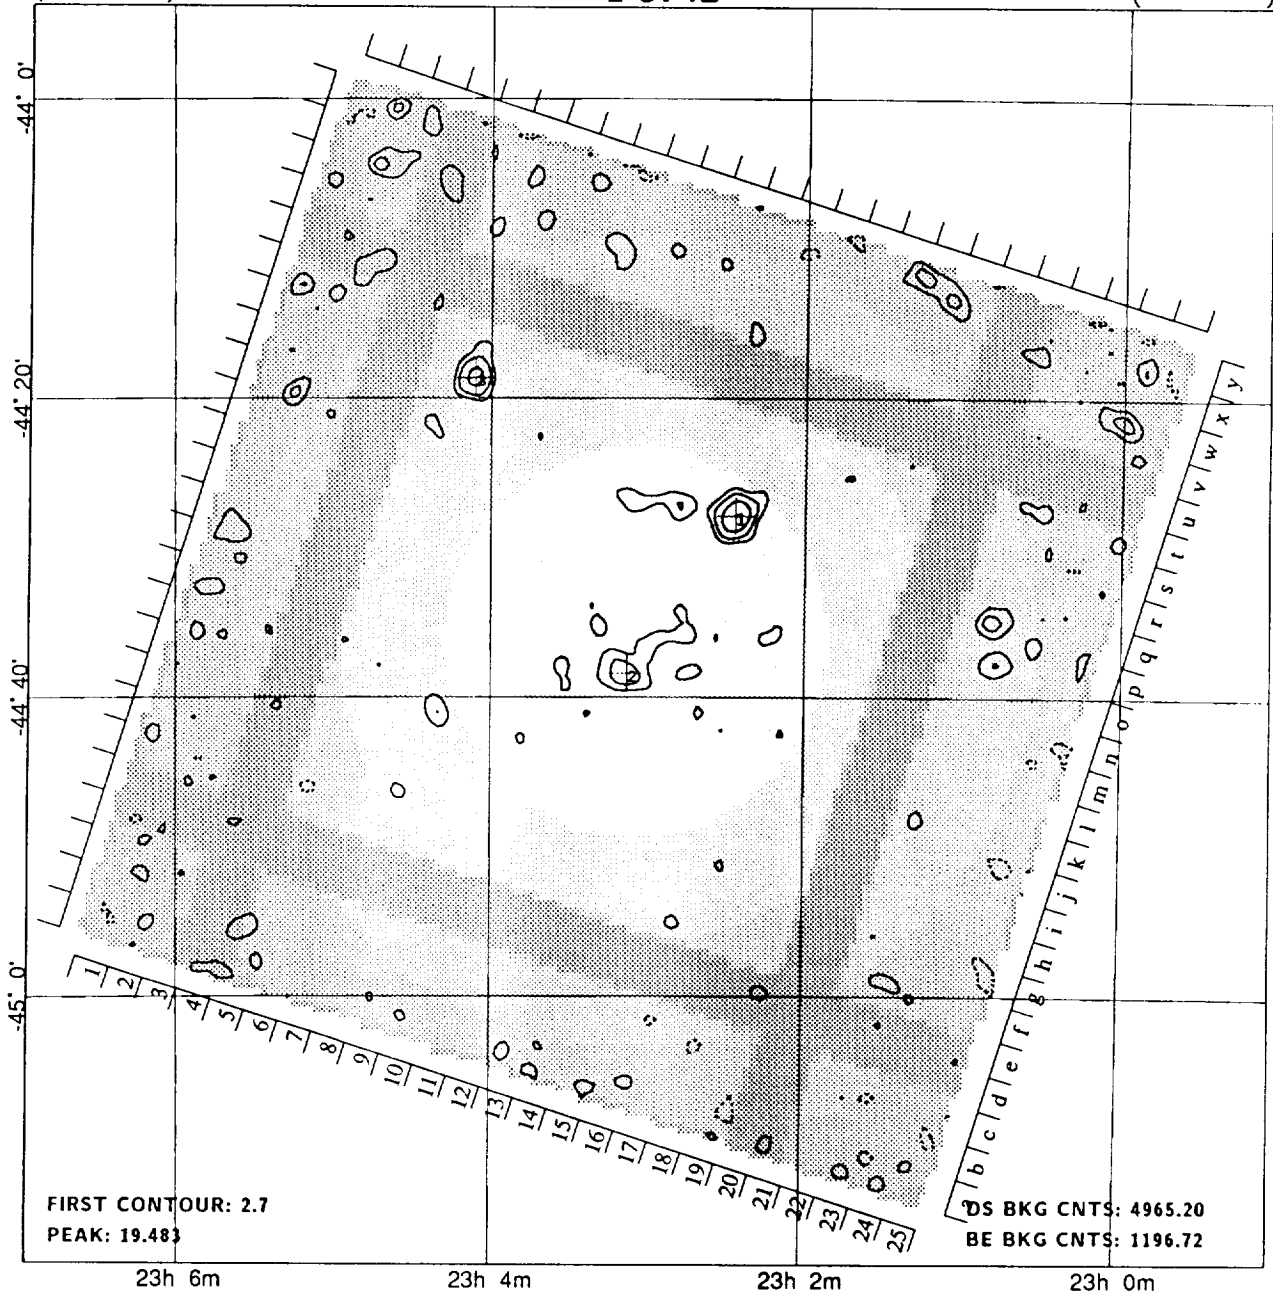 -44° 0'
-44° 20'
-44° 40'
-45° 0'
3
1
2
y
x
w
v
u
t
s
r
q
p
o
n
m
l
k
j
i
h
g
f
e
d
c
b
a
1 2 3 4 5 6 7 8 9 10 11 12 13 14 15 16 17 18 19 20 21 22 23 24 25
FIRST CONTOUR: 2.7
PEAK: 19.483
DS BKG CNTS: 4965.20
BE BKG CNTS: 1196.72
23h 6m 23h 4m 23h 2m 23h 0m